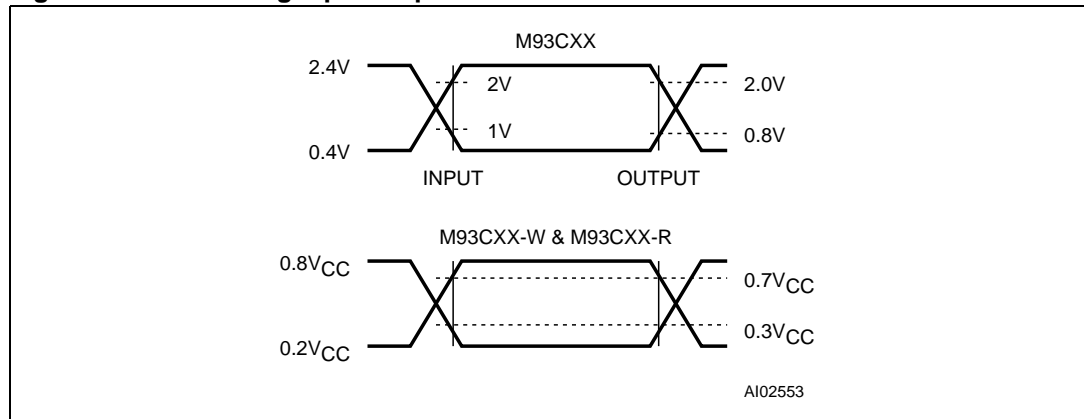 M93CXX
2.4V
2V
2.0V
1V
0.8V
0.4V
INPUT
OUTPUT
M93CXX-W & M93CXX-R
0.8VCC
0.7VCC
0.3VCC
0.2VCC
AI02553